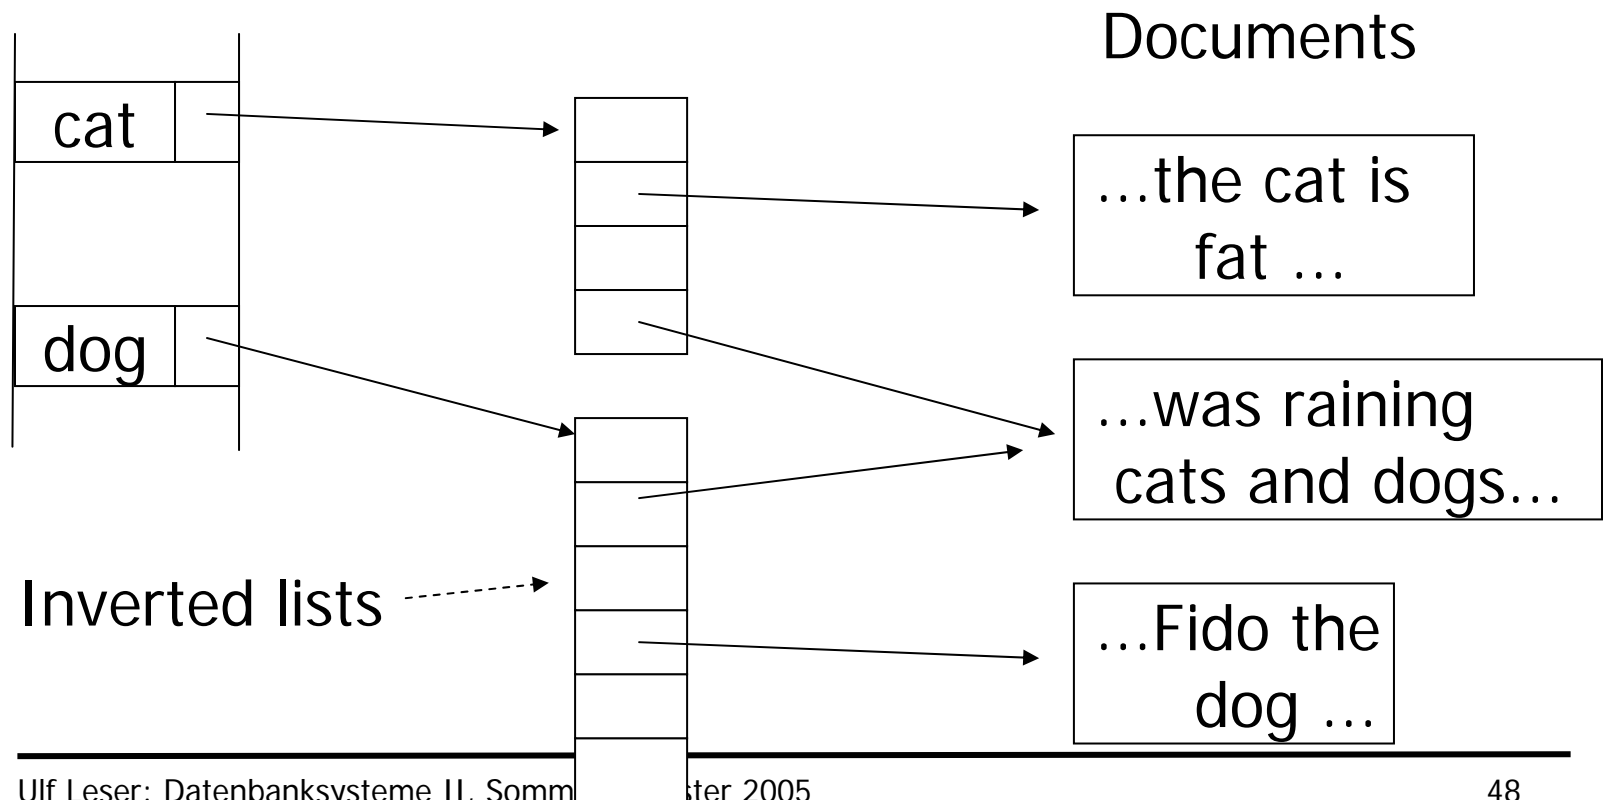 Documents
cat
…the cat is
fat …
dog
…was raining
cats and dogs…
Inverted lists
…Fido the
dog …
Ulf Leser: Datenbanksysteme II, Somm ster 2005
48